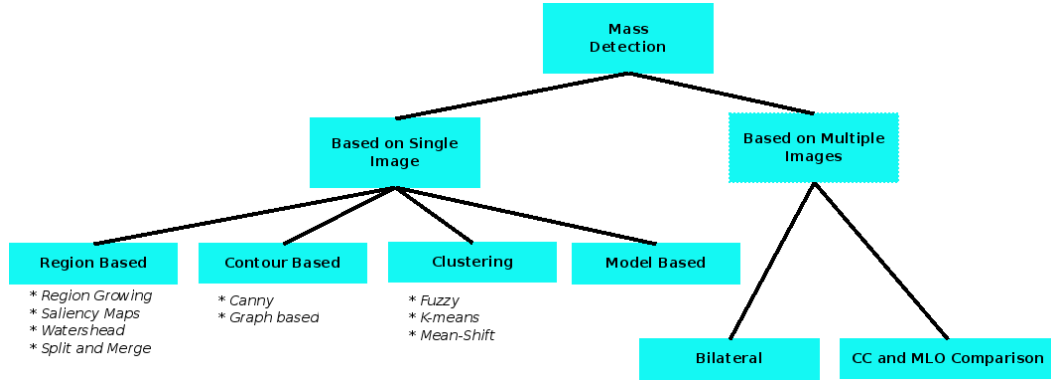 Mass
Detection
Based on Single
Image
Based on Multiple
Images
Region Based
Contour Based
Clustering
Model Based
* Region Growing
* Saliency Maps
* Watershead
* Split and Merge
* Canny
* Graph based
* Fuzzy
* K-means
* Mean-Shift
Bilateral
CC and MLO Comparison